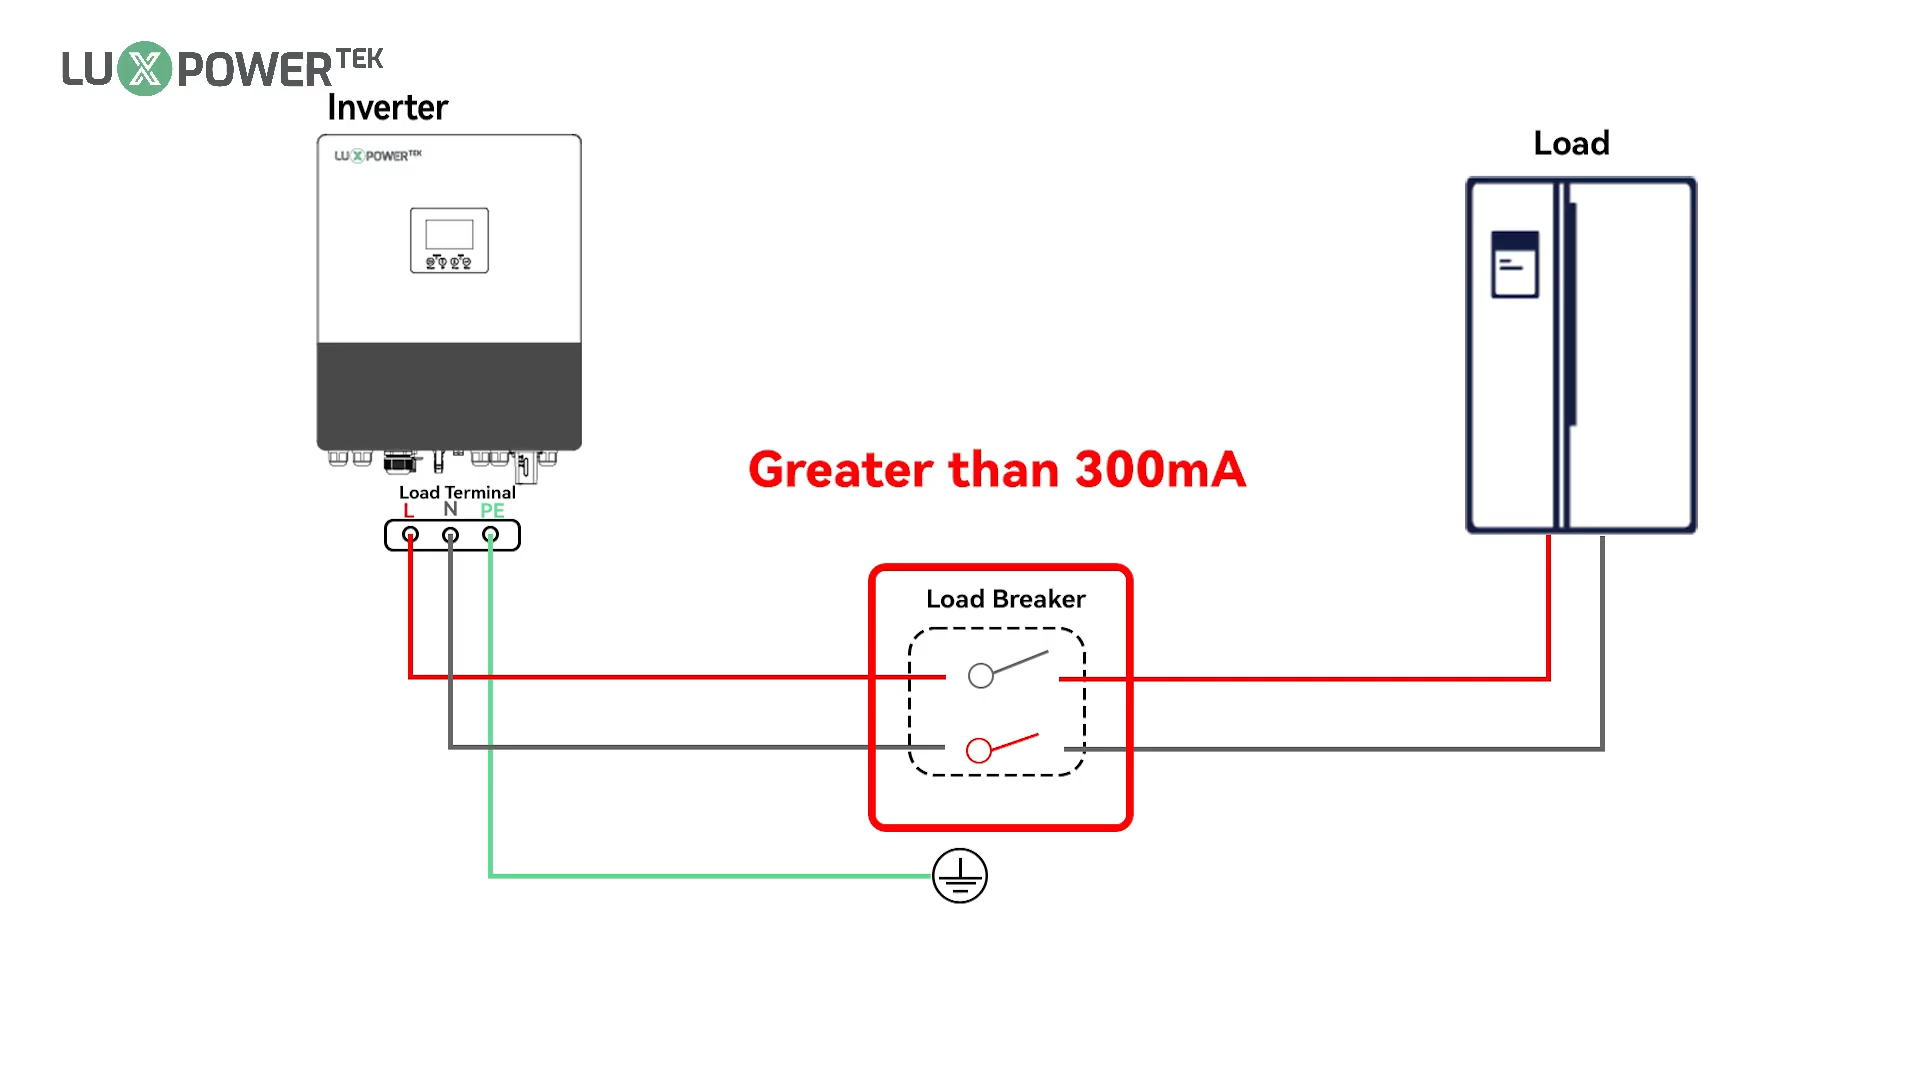 LUXPOWERTEK
Inverter
LUXPOWERTEK
Load
Greater than 300mA
Load Terminal
L N PE
Load Breaker